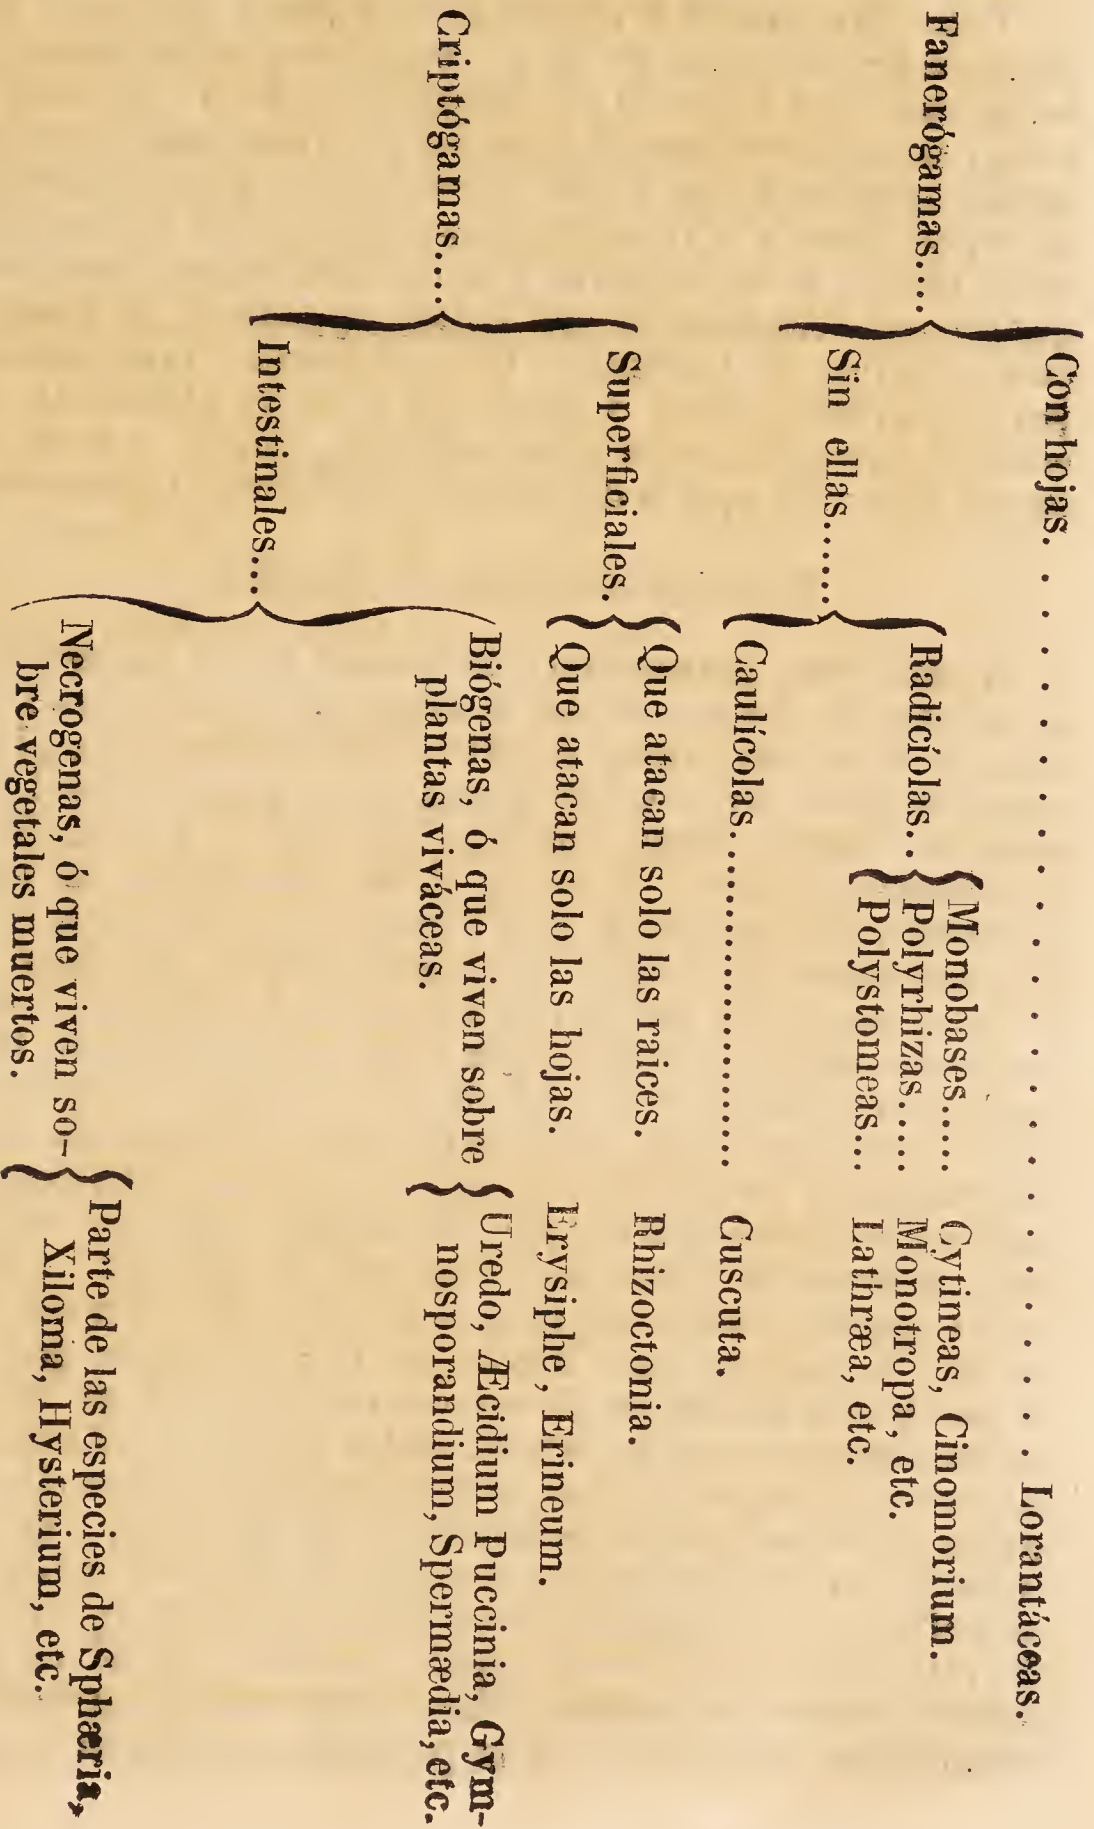 Fanerógamas....
Con hojas. . . . . . . . . . . . . . . . . Lorantáceas.
Sin ellas.......
Radicíolas..
Monobases..... Cytineas, Cinomorium.
Polyrhizas..... Monotropa, etc.
Polystomeas... Lathræa, etc.
Caulícolas.................... Cuscuta.
Criptógamas....
Superficiales.
Que atacan solo las raices. Rhizoctonia.
Que atacan solo las hojas. Erysiphe, Erineum.
Intestinales...
Biógenas, ó que viven sobre
plantas viváceas.
Uredo, Æcidium Puccinia, Gym-
nosporandium, Spermædia, etc.
Necrogenas, ó que viven so-
bre vegetales muertos.
Parte de las especies de Sphæria,
Xiloma, Hysterium, etc.